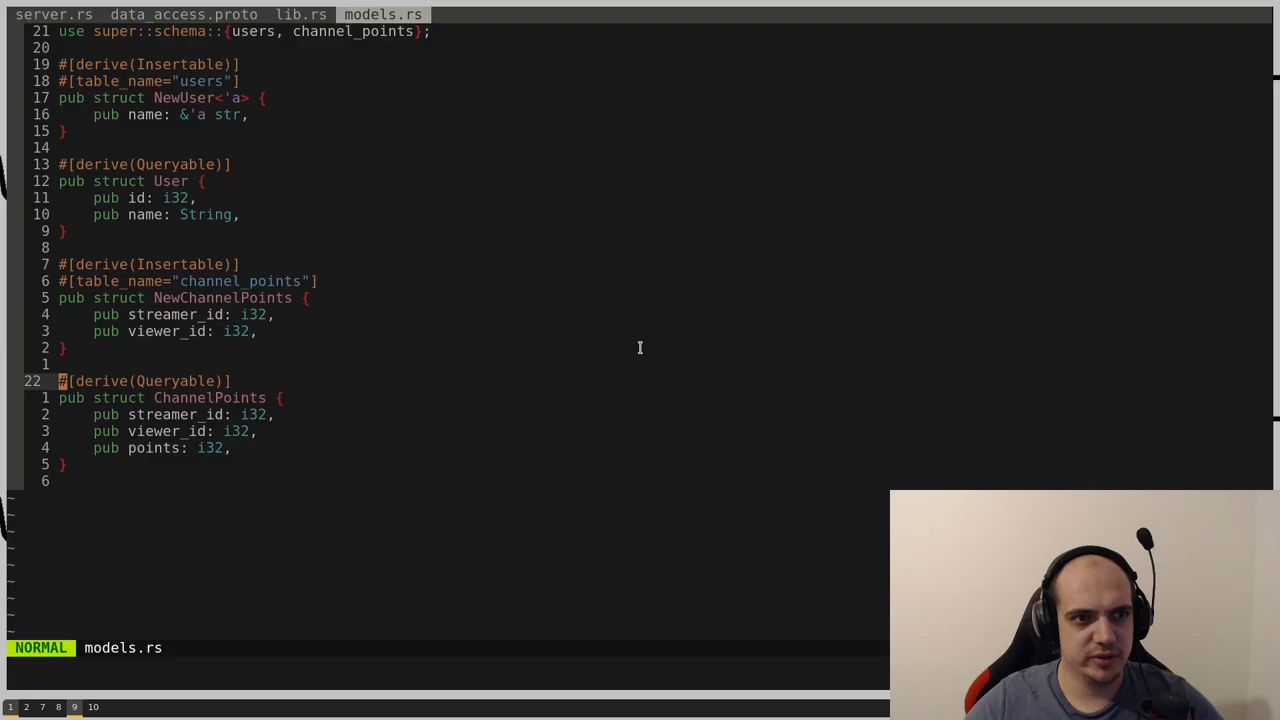 server.rs data_access.proto lib.rs models.rs
21 use super::schema::{users, channel_points};
20
19 #[derive(Insertable)]
18 #[table_name="users"]
17 pub struct NewUser<'a> {
16     pub name: &'a str,
15 }
14
13 #[derive(Queryable)]
12 pub struct User {
11     pub id: i32,
10     pub name: String,
9 }
8
7 #[derive(Insertable)]
6 #[table_name="channel_points"]
5 pub struct NewChannelPoints {
4     pub streamer_id: i32,
3     pub viewer_id: i32,
2 }
1
22 #[derive(Queryable)]
1 pub struct ChannelPoints {
2     pub streamer_id: i32,
3     pub viewer_id: i32,
4     pub points: i32,
5 }
6
~
~
~
~
~
~
~
~
~
NORMAL models.rs
1 2 7 8 9 10